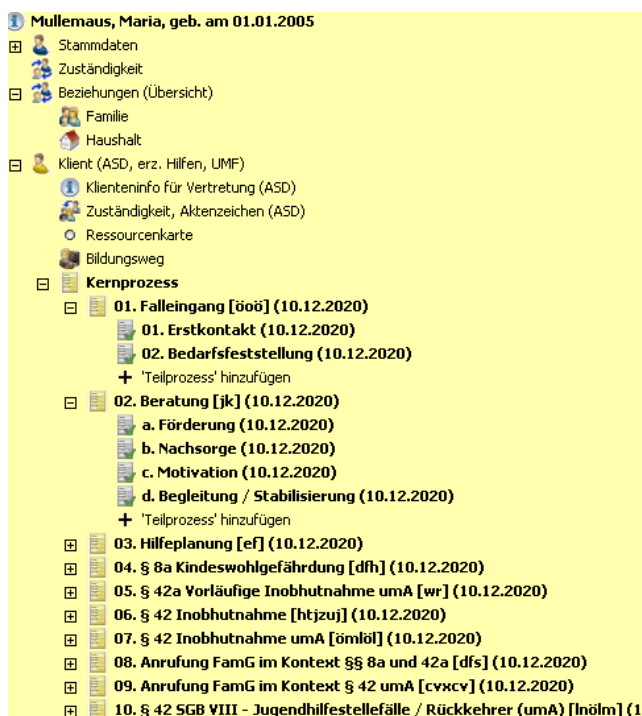 Mullemaus, Maria, geb. am 01.01.2005
Stammdaten
Zuständigkeit
Beziehungen (Übersicht)
Familie
Haushalt
Klient (ASD, erz. Hilfen, UMF)
Klienteninfo für Vertretung (ASD)
Zuständigkeit, Aktenzeichen (ASD)
Ressourcenkarte
Bildungsweg
Kernprozess
01. Falleingang [öoö] (10.12.2020)
01. Erstkontakt (10.12.2020)
02. Bedarfsfeststellung (10.12.2020)
'Teilprozess' hinzufügen
02. Beratung [jk] (10.12.2020)
a. Förderung (10.12.2020)
b. Nachsorge (10.12.2020)
c. Motivation (10.12.2020)
d. Begleitung / Stabilisierung (10.12.2020)
'Teilprozess' hinzufügen
03. Hilfeplanung [ef] (10.12.2020)
04. § 8a Kindeswohlgefährdung [dfh] (10.12.2020)
05. § 42a Vorläufige Inobhutnahme umA [wr] (10.12.2020)
06. § 42 Inobhutnahme [htjzuj] (10.12.2020)
07. § 42 Inobhutnahme umA [ömlöl] (10.12.2020)
08. Anrufung FamG im Kontext §§ 8a und 42a [dfs] (10.12.2020)
09. Anrufung FamG im Kontext § 42 umA [cvxcv] (10.12.2020)
10. § 42 SGB VIII - Jugendhilfestellefälle / Rückkehrer (umA) [lnölm] (1